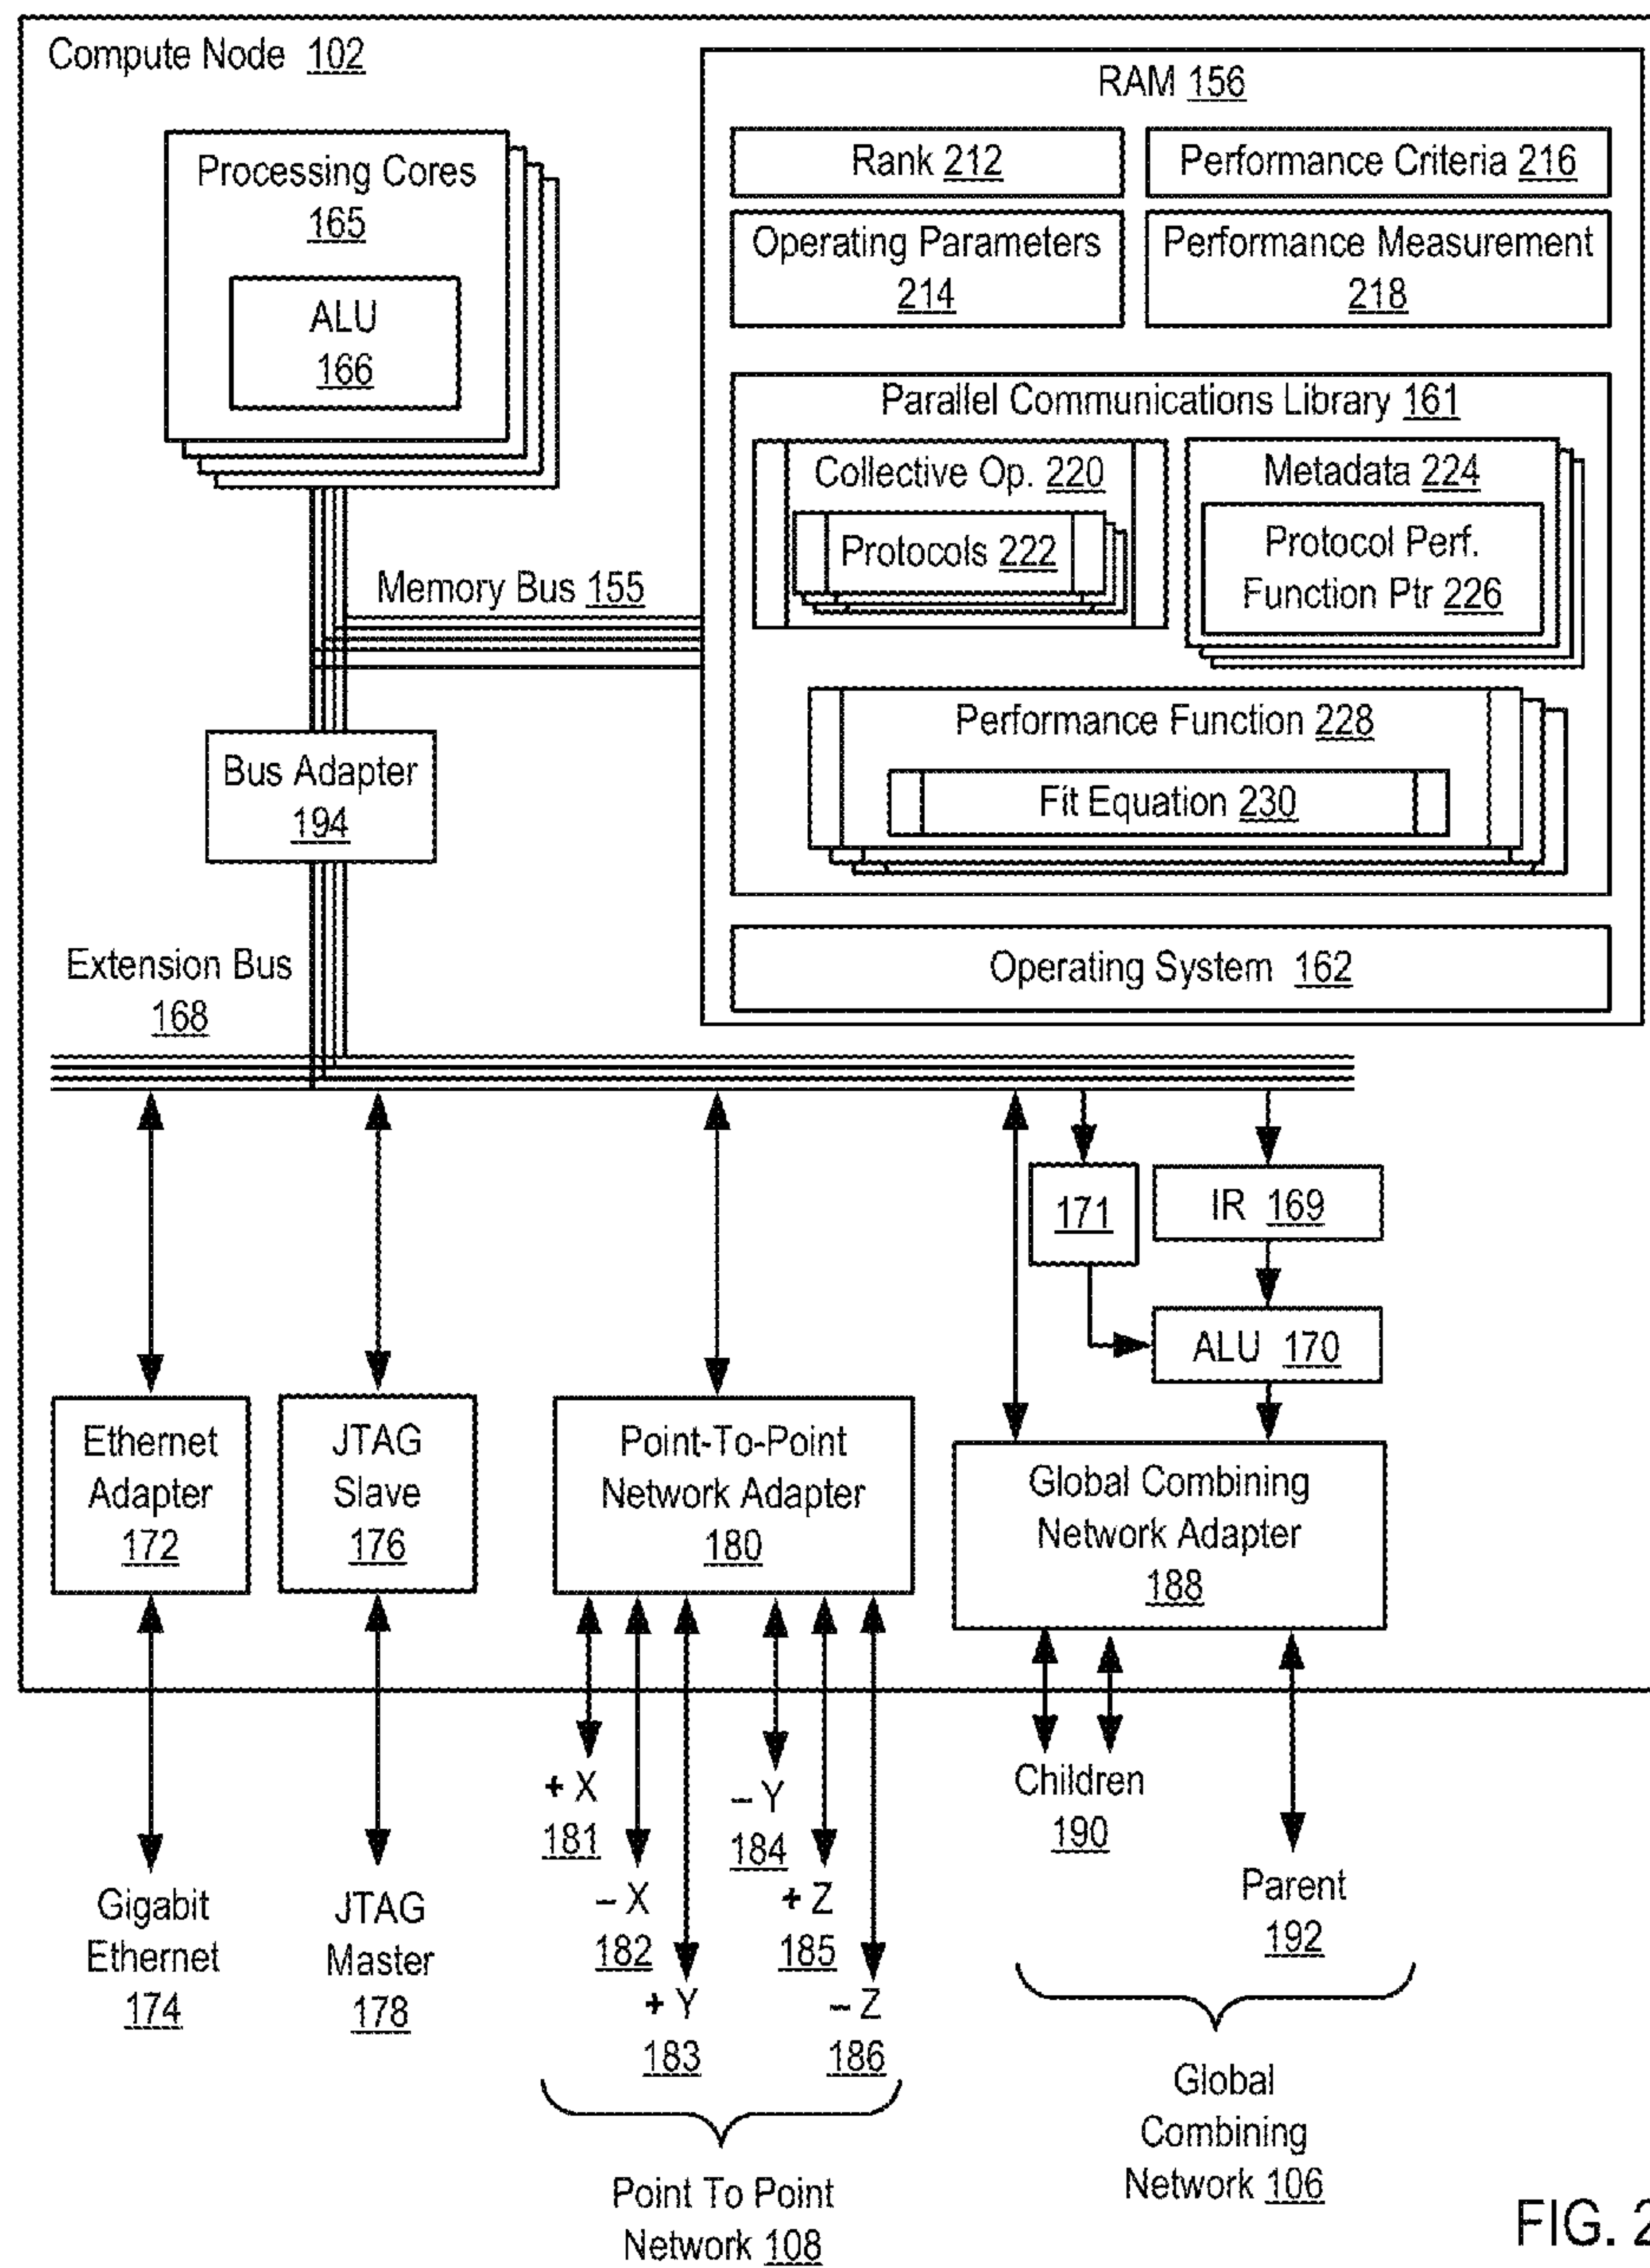 Compute Node 102
Processing Cores
165
ALU
166
RAM 156
Rank 212
Performance Criteria 216
Operating Parameters
214
Performance Measurement
218
Parallel Communications Library 161
Collective Op. 220
Protocols 222
Metadata 224
Protocol Perf.
Function Ptr 226
Performance Function 228
Fit Equation 230
Operating System 162
Memory Bus 155
Bus Adapter
194
Extension Bus
168
171
IR 169
ALU 170
Ethernet
Adapter
172
JTAG
Slave
176
Point-To-Point
Network Adapter
180
Global Combining
Network Adapter
188
Gigabit
Ethernet
174
JTAG
Master
178
+ X
181
– X
182
+ Y
183
– Y
184
+ Z
185
– Z
186
Point To Point
Network 108
Children
190
Parent
192
Global
Combining
Network 106
FIG. 2